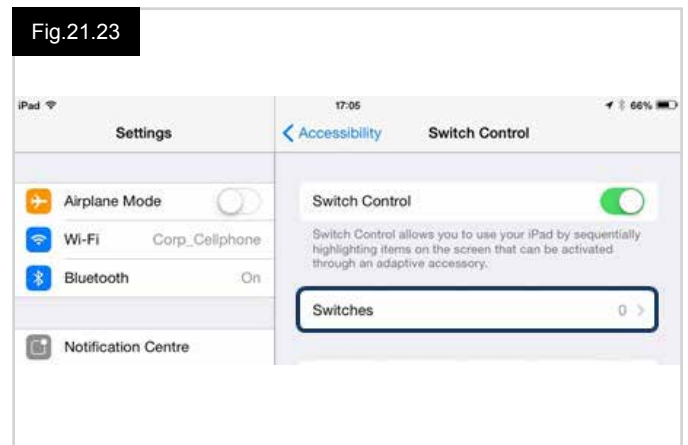 Fig.21.23
iPad
17:05
66%
Settings
Accessibility
Switch Control
Airplane Mode
Wi-Fi Corp_Cellphone
Bluetooth On
Notification Centre
Switch Control
Switch Control allows you to use your iPad by sequentially
highlighting items on the screen that can be activated
through an adaptive accessory.
Switches 0